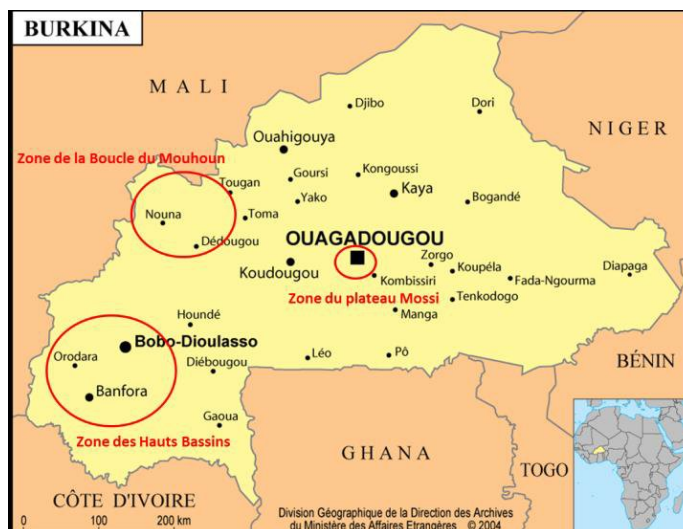 BURKINA
MALI
NIGER
Djibo
Dori
Ouahigouya
Zone de la Boucle du Mouhoun
Goursi
Kongoussi
Tougan
Yako
Kaya
Bogandé
Nouna
Toma
Dédougou
OUAGADOUGOU
Koudougou
Zorgo
Koupéla
Kombissiri
Fada-Ngourma
Diapaga
Zone du plateau Mossi
Tenkodogo
Manga
Houndé
Bobo-Dioulasso
Orodara
Diébougou
Léo
Pô
BÉNIN
Banfora
Gaoua
Zone des Hauts Bassins
GHANA
TOGO
CÔTE D'IVOIRE
0 100 200 km
Division Géographique de la Direction des Archives
du Ministère des Affaires Etrangères © 2004